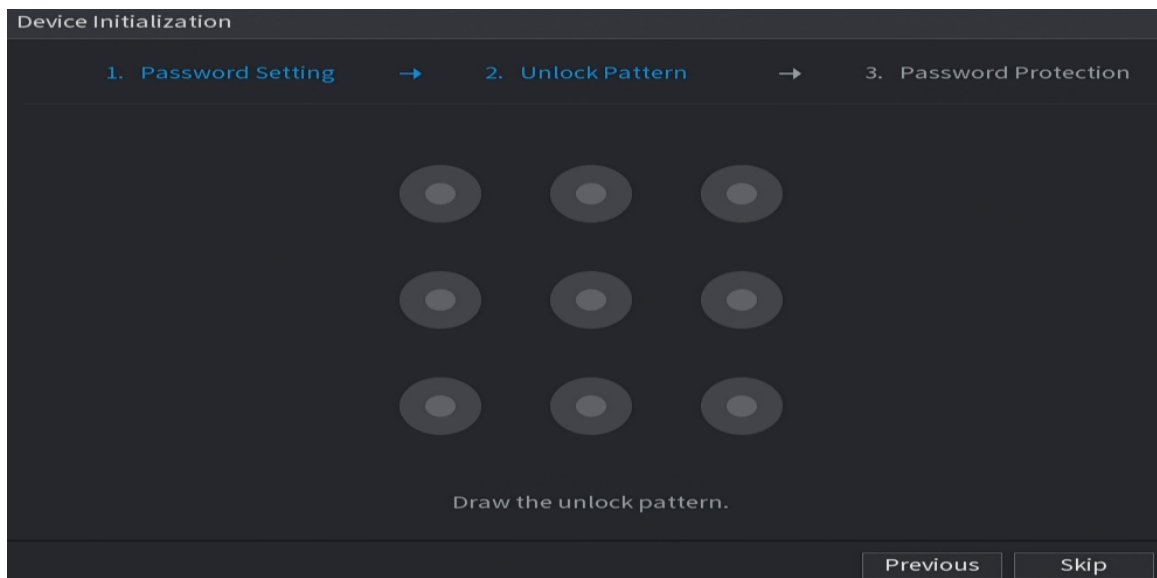 Device Initialization
1. Password Setting → 2. Unlock Pattern → 3. Password Protection
Draw the unlock pattern.
Previous Skip